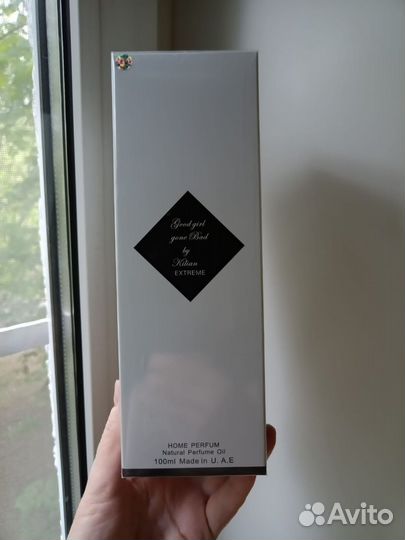 Good girl
gone Bad
by
Kilian
EXTREME
HOME PERFUM
Natural Perfume Oil
100ml Made in U. A.E
Avito